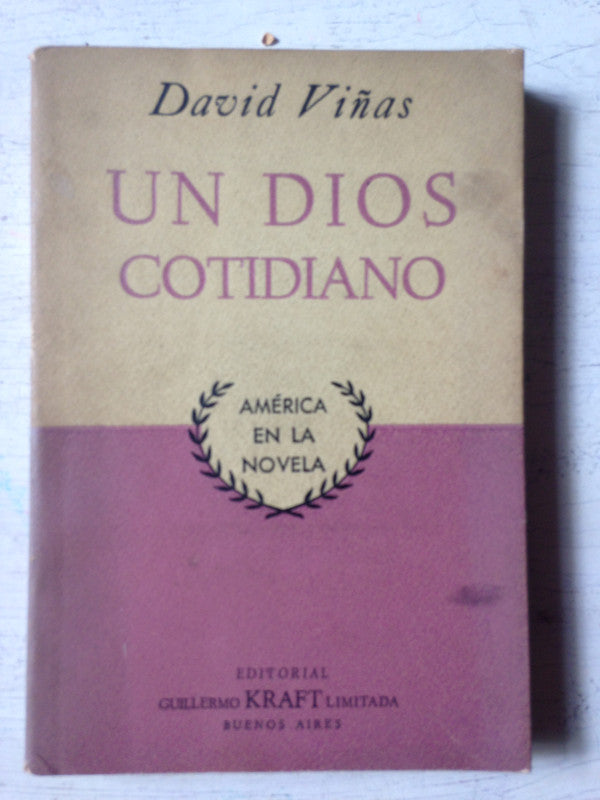 David Viñas
UN DIOS
COTIDIANO
AMÉRICA
EN LA
NOVELA
EDITORIAL
GUILLERMO KRAFT LIMITADA
BUENOS AIRES